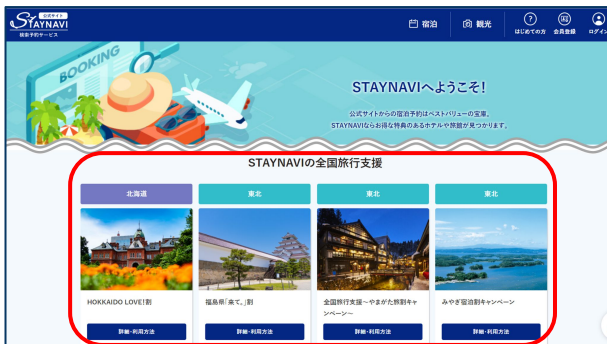 公式サイト
STAYNAVI
検索予約サービス
宿泊
観光
はじめての方
会員登録
ログイン
BOOKING
STAYNAVIへようこそ!
公式サイトからの宿泊予約はベストバリューの宝庫。
STAYNAVIならお得な特典のあるホテルや旅館が見つかります。
STAYNAVIの全国旅行支援
北海道
東北
東北
東北
HOKKAIDO LOVE!割
福島県「来て。」割
全国旅行支援～やまがた旅割キャ
ンペーン～
みやぎ宿泊割キャンペーン
詳細・利用方法
詳細・利用方法
詳細・利用方法
詳細・利用方法